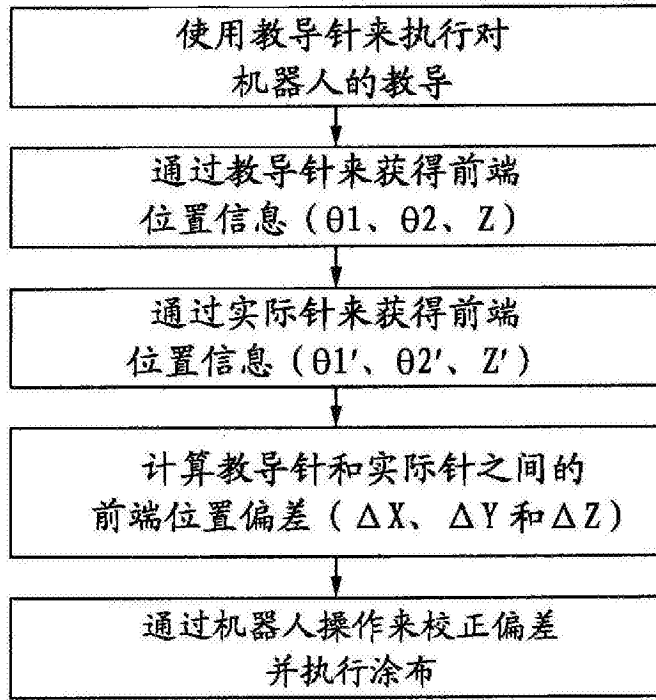 使用教导针来执行对
机器人的教导
通过教导针来获得前端
位置信息（θ1、θ2、Z）
通过实际针来获得前端
位置信息（θ1′、θ2′、Z′）
计算教导针和实际针之间的
前端位置偏差（ΔX、ΔY和ΔZ）
通过机器人操作来校正偏差
并执行涂布